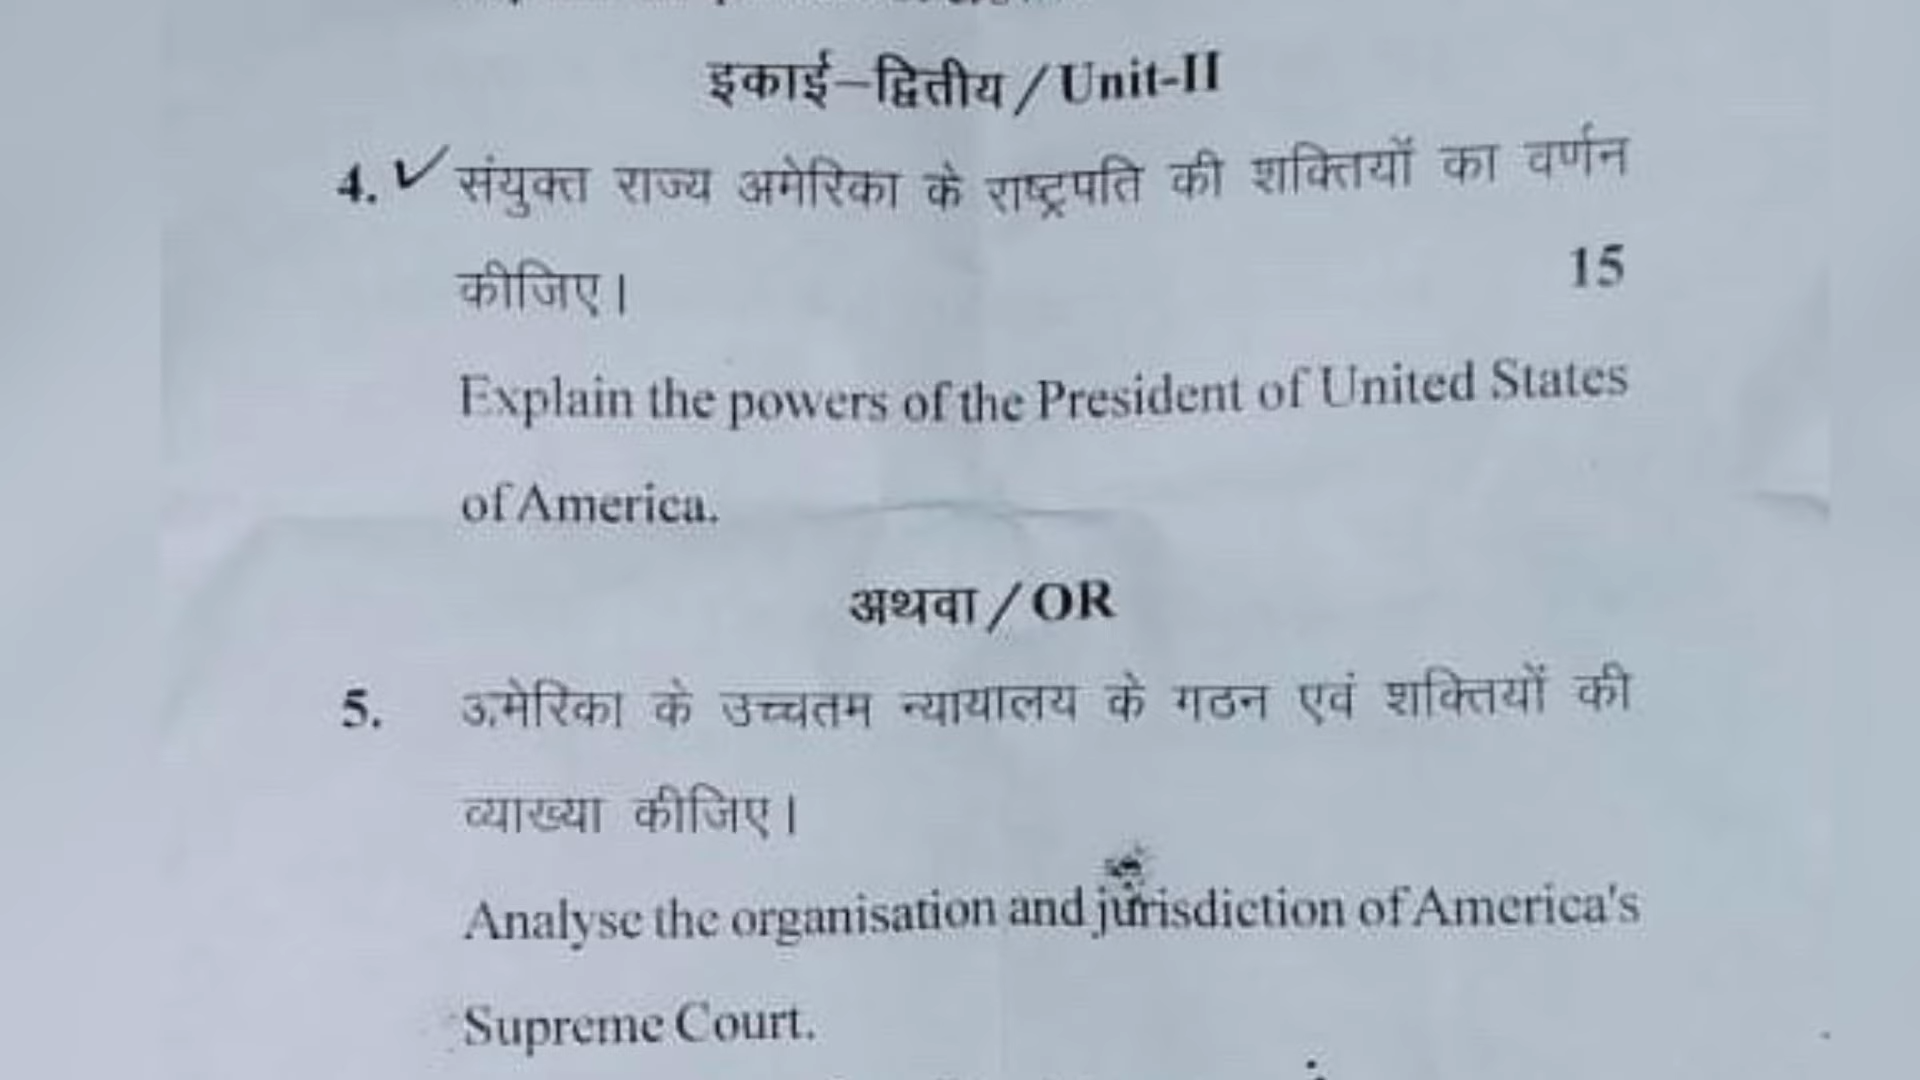 इकाई–द्वितीय / Unit-II
4. ✓ संयुक्त राज्य अमेरिका के राष्ट्रपति की शक्तियों का वर्णन
कीजिए। 15
Explain the powers of the President of United States
of America.
अथवा / OR
5. अमेरिका के उच्चतम न्यायालय के गठन एवं शक्तियों की
व्याख्या कीजिए।
Analyse the organisation and jurisdiction of America's
Supreme Court.